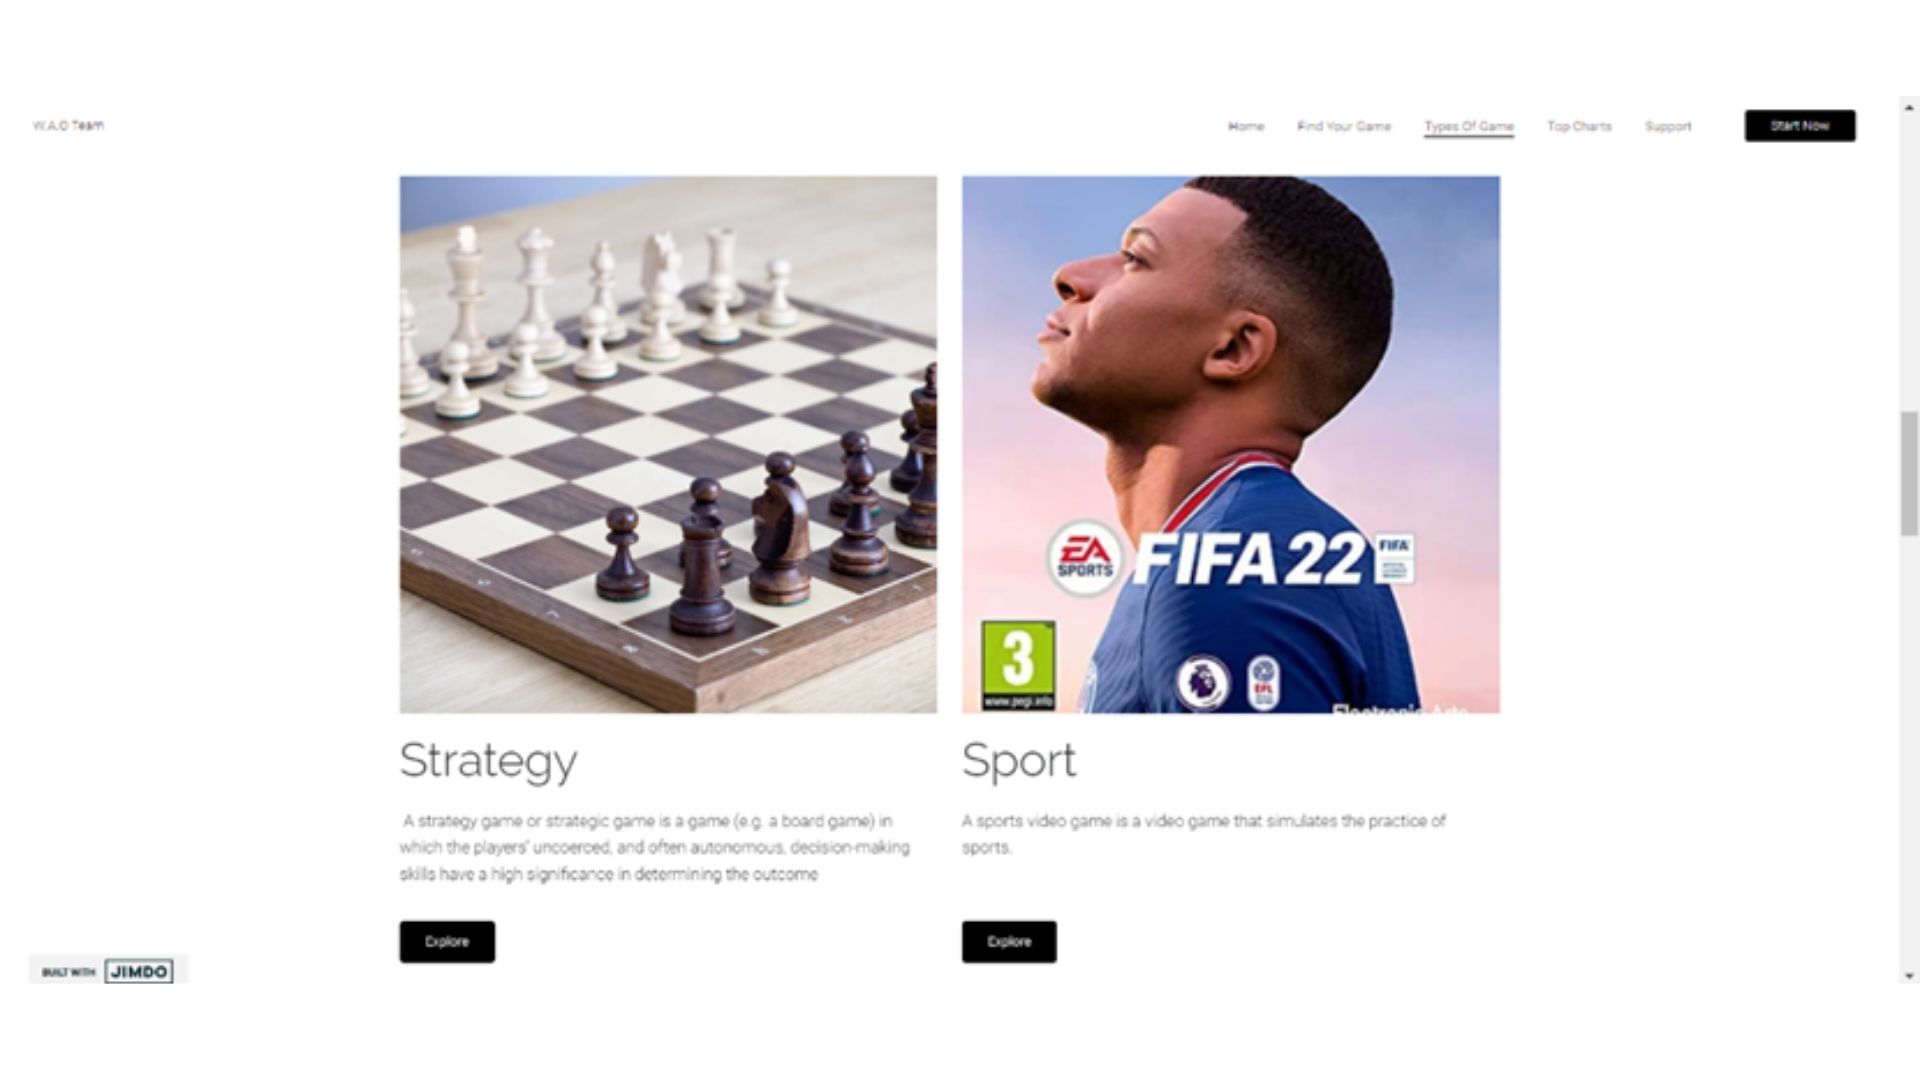 W.A.O Team
Home Find Your Game Types Of Game Top Charts Support Start Now
EA SPORTS FIFA 22 FIFA
3
www.pegi.info
EFL
Electronic Arts
Strategy
A strategy game or strategic game is a game (e.g. a board game) in
which the players' uncoerced, and often autonomous, decision-making
skills have a high significance in determining the outcome
Explore
Sport
A sports video game is a video game that simulates the practice of
sports.
Explore
BUILT WITH JIMDO